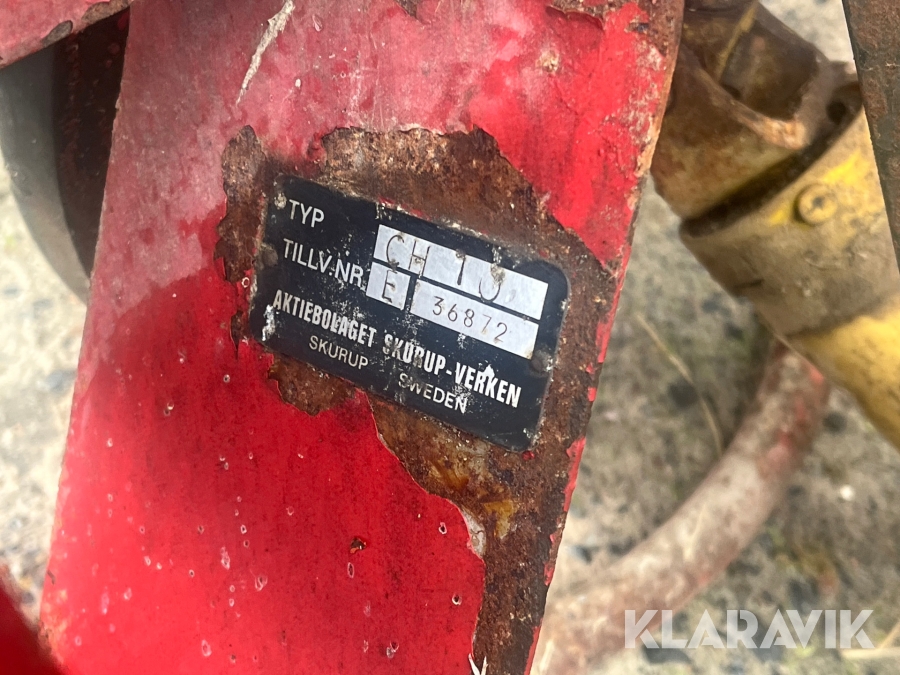 TYP CH 10
TILLV.NR. E 36872
AKTIEBOLAGET SKURUP-VERKEN
SKURUP SWEDEN
KLARAVIK